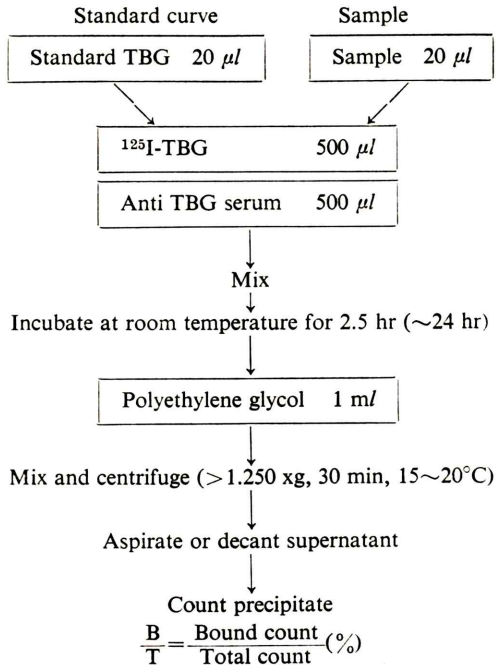 Standard curve Sample
Standard TBG 20 μl Sample 20 μl
¹²⁵I-TBG 500 μl
Anti TBG serum 500 μl
Mix
Incubate at room temperature for 2.5 hr (~24 hr)
Polyethylene glycol 1 ml
Mix and centrifuge (>1.250 xg, 30 min, 15~20°C)
Aspirate or decant supernatant
Count precipitate
B/T = Bound count/Total count (%)